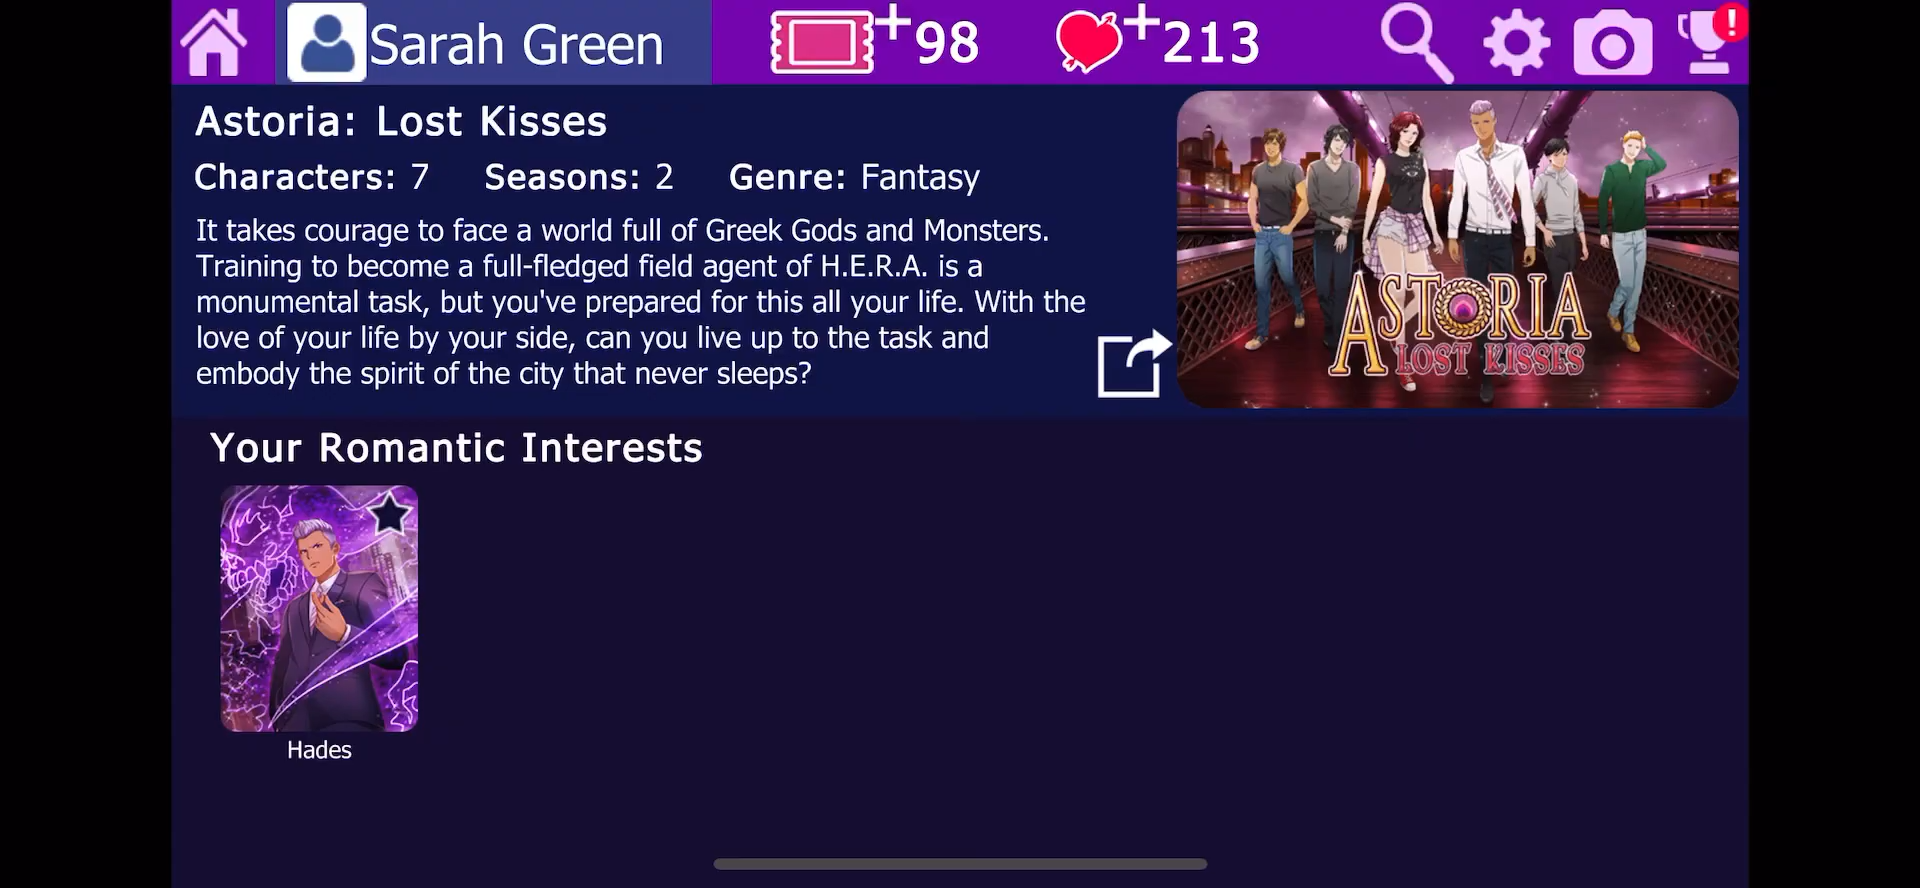 Sarah Green
+98
+213
!
Astoria: Lost Kisses
Characters: 7 Seasons: 2 Genre: Fantasy
It takes courage to face a world full of Greek Gods and Monsters.
Training to become a full-fledged field agent of H.E.R.A. is a
monumental task, but you've prepared for this all your life. With the
love of your life by your side, can you live up to the task and
embody the spirit of the city that never sleeps?
ASTORIA
LOST KISSES
Your Romantic Interests
Hades